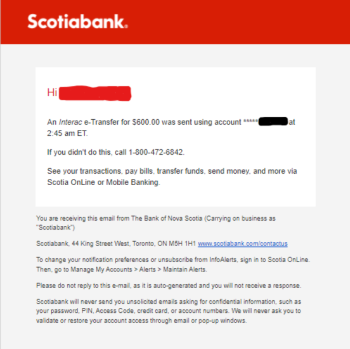 Scotiabank®
Hi
An Interac e-Transfer for $600.00 was sent using account ***** at
2:45 am ET.
If you didn't do this, call 1-800-472-6842.
See your transactions, pay bills, transfer funds, send money, and more via
Scotia OnLine or Mobile Banking.
You are receiving this email from The Bank of Nova Scotia (Carrying on business as
"Scotiabank")
Scotiabank, 44 King Street West, Toronto, ON M5H 1H1 www.scotiabank.com/contactus
To change your notification preferences or unsubscribe from InfoAlerts, sign in to Scotia OnLine.
Then, go to Manage My Accounts > Alerts > Maintain Alerts.
Please do not reply to this e-mail, as it is auto-generated and you will not receive a response.
Scotiabank will never send you unsolicited emails asking for confidential information, such as
your password, PIN, Access Code, credit card, or account numbers. We will never ask you to
validate or restore your account access through email or pop-up windows.